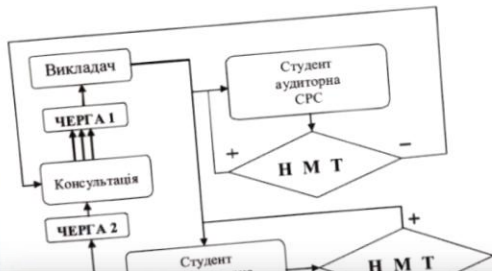 Викладач
Студент
аудиторна
СРС
ЧЕРГА 1
+
–
Н М Т
Консультація
ЧЕРГА 2
+
Студент
Н М Т